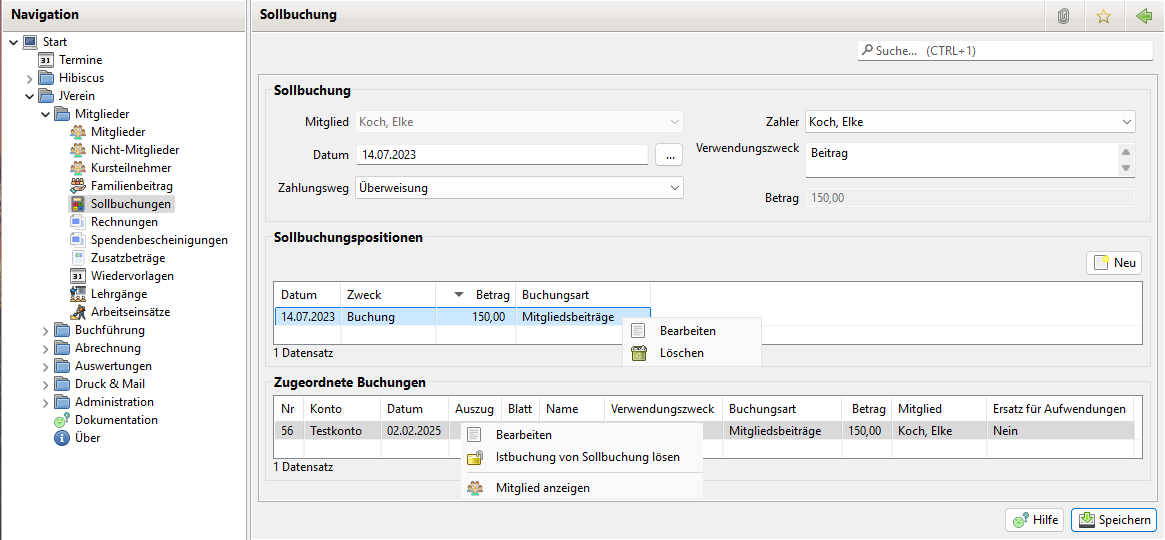 Navigation
Start
31 Termine
Hibiscus
JVerein
Mitglieder
Mitglieder
Nicht-Mitglieder
Kursteilnehmer
Familienbeitrag
Sollbuchungen
Rechnungen
Spendenbescheinigungen
Zusatzbeträge
31 Wiedervorlagen
Lehrgänge
Arbeitseinsätze
Buchführung
Abrechnung
Auswertungen
Druck & Mail
Administration
Dokumentation
Über
Sollbuchung
Suche... (CTRL+1)
Sollbuchung
Mitglied Koch, Elke
Datum 14.07.2023 ...
Zahlungsweg Überweisung
Zahler Koch, Elke
Verwendungszweck Beitrag
Betrag 150,00
Sollbuchungspositionen
Neu
Datum Zweck Betrag Buchungsart
14.07.2023 Buchung 150,00 Mitgliedsbeiträge
Bearbeiten
Löschen
1 Datensatz
Zugeordnete Buchungen
Nr Konto Datum Auszug Blatt Name Verwendungszweck Buchungsart Betrag Mitglied Ersatz für Aufwendungen
56 Testkonto 02.02.2025 Mitgliedsbeiträge 150,00 Koch, Elke Nein
Bearbeiten
Istbuchung von Sollbuchung lösen
Mitglied anzeigen
1 Datensatz
Hilfe
Speichern